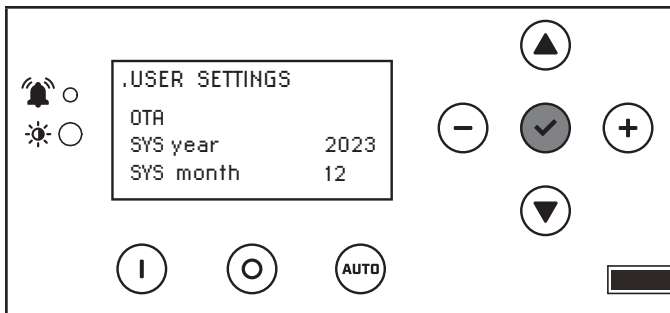 .USER SETTINGS
OTA
SYS year 2023
SYS month 12
AUTO